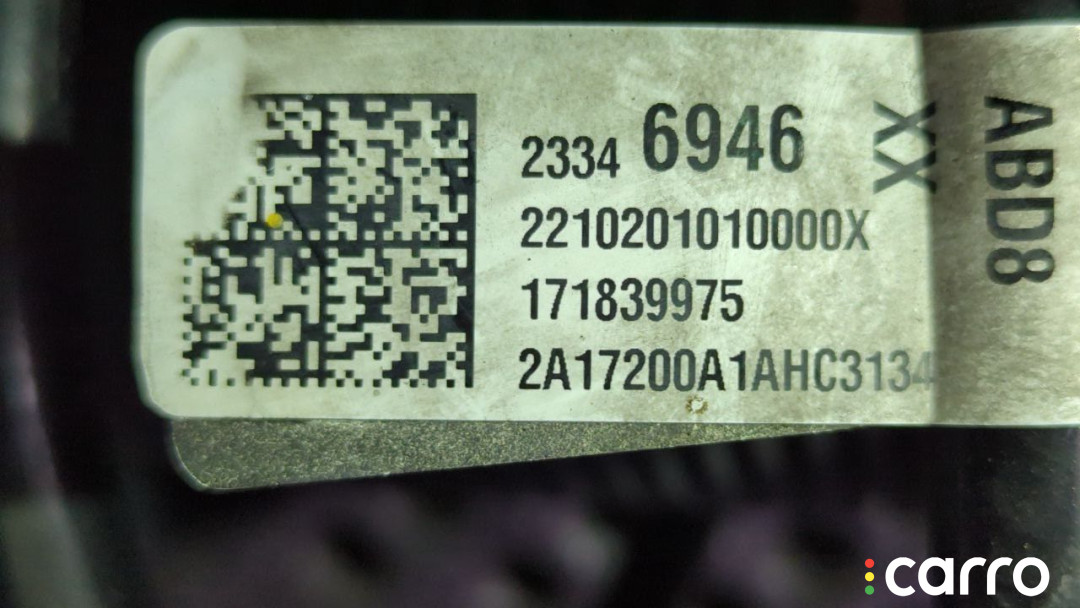 2334 6946
XX
2210201010000X
171839975
2A17200A1AHC3134
ABD8
carro